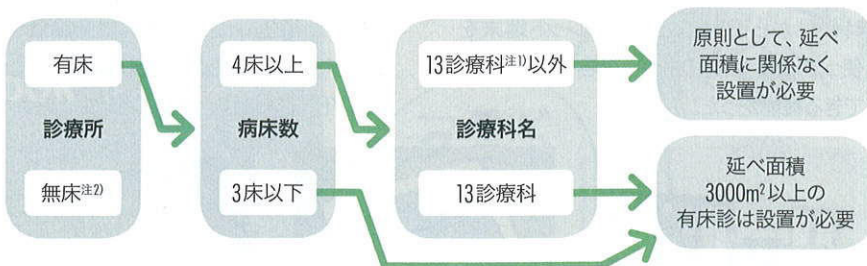 有床
診療所
無床注2)
4床以上
病床数
3床以下
13診療科注1)以外
診療科名
13診療科
原則として、延べ
面積に関係なく
設置が必要
延べ面積
3000m²以上の
有床診は設置が必要